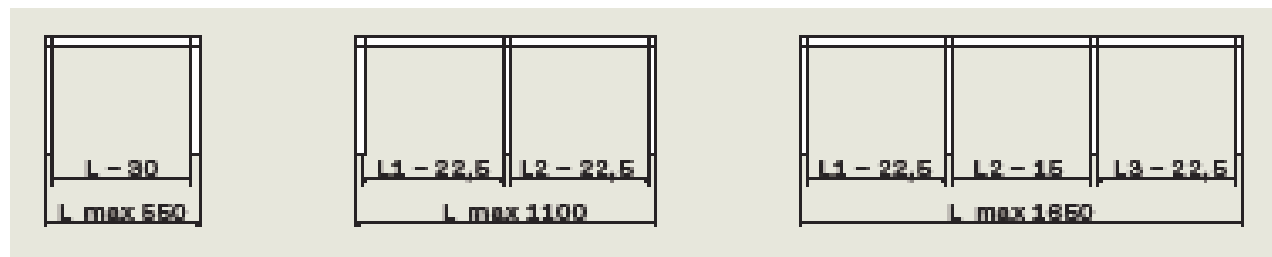 L – 30
L max 550
L1 – 22,5 L2 – 22,5
L max 1100
L1 – 22,5 L2 – 15 L3 – 22,5
L max 1650